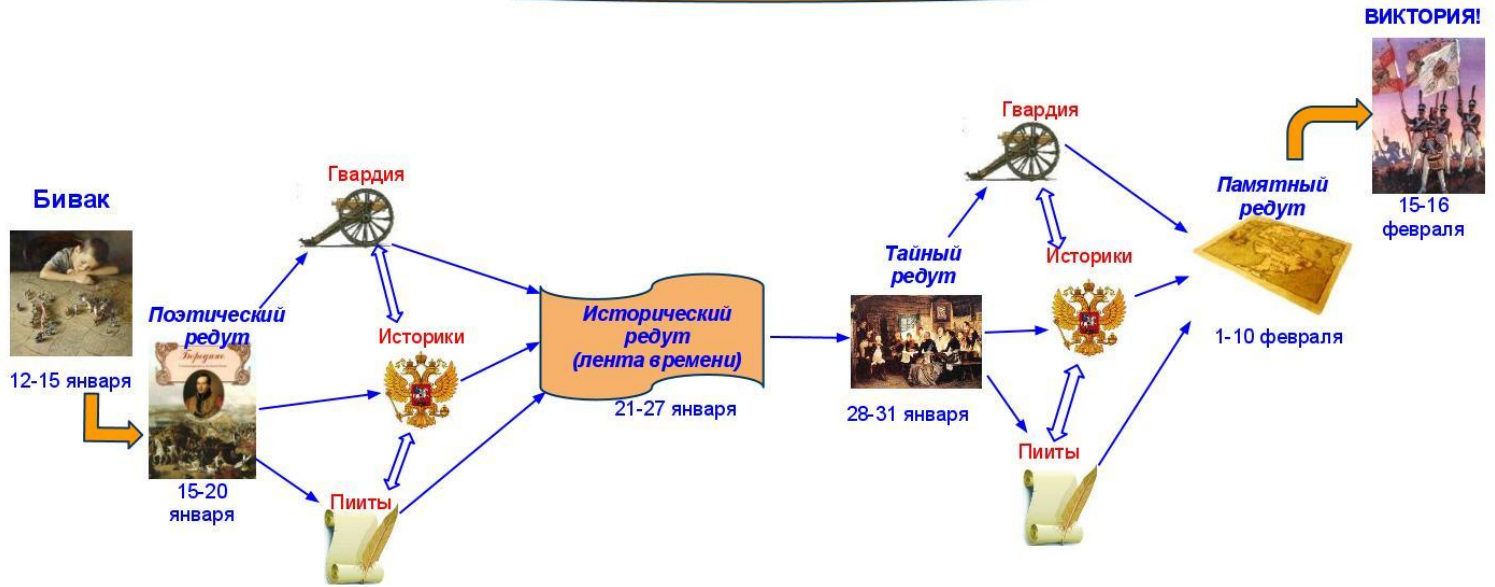 Бивак
12-15 января
Поэтический
редут
Бородино
15-20
января
Гвардия
Историки
Пииты
Исторический
редут
(лента времени)
21-27 января
Тайный
редут
28-31 января
Гвардия
Историки
Пииты
Памятный
редут
1-10 февраля
ВИКТОРИЯ!
15-16
февраля